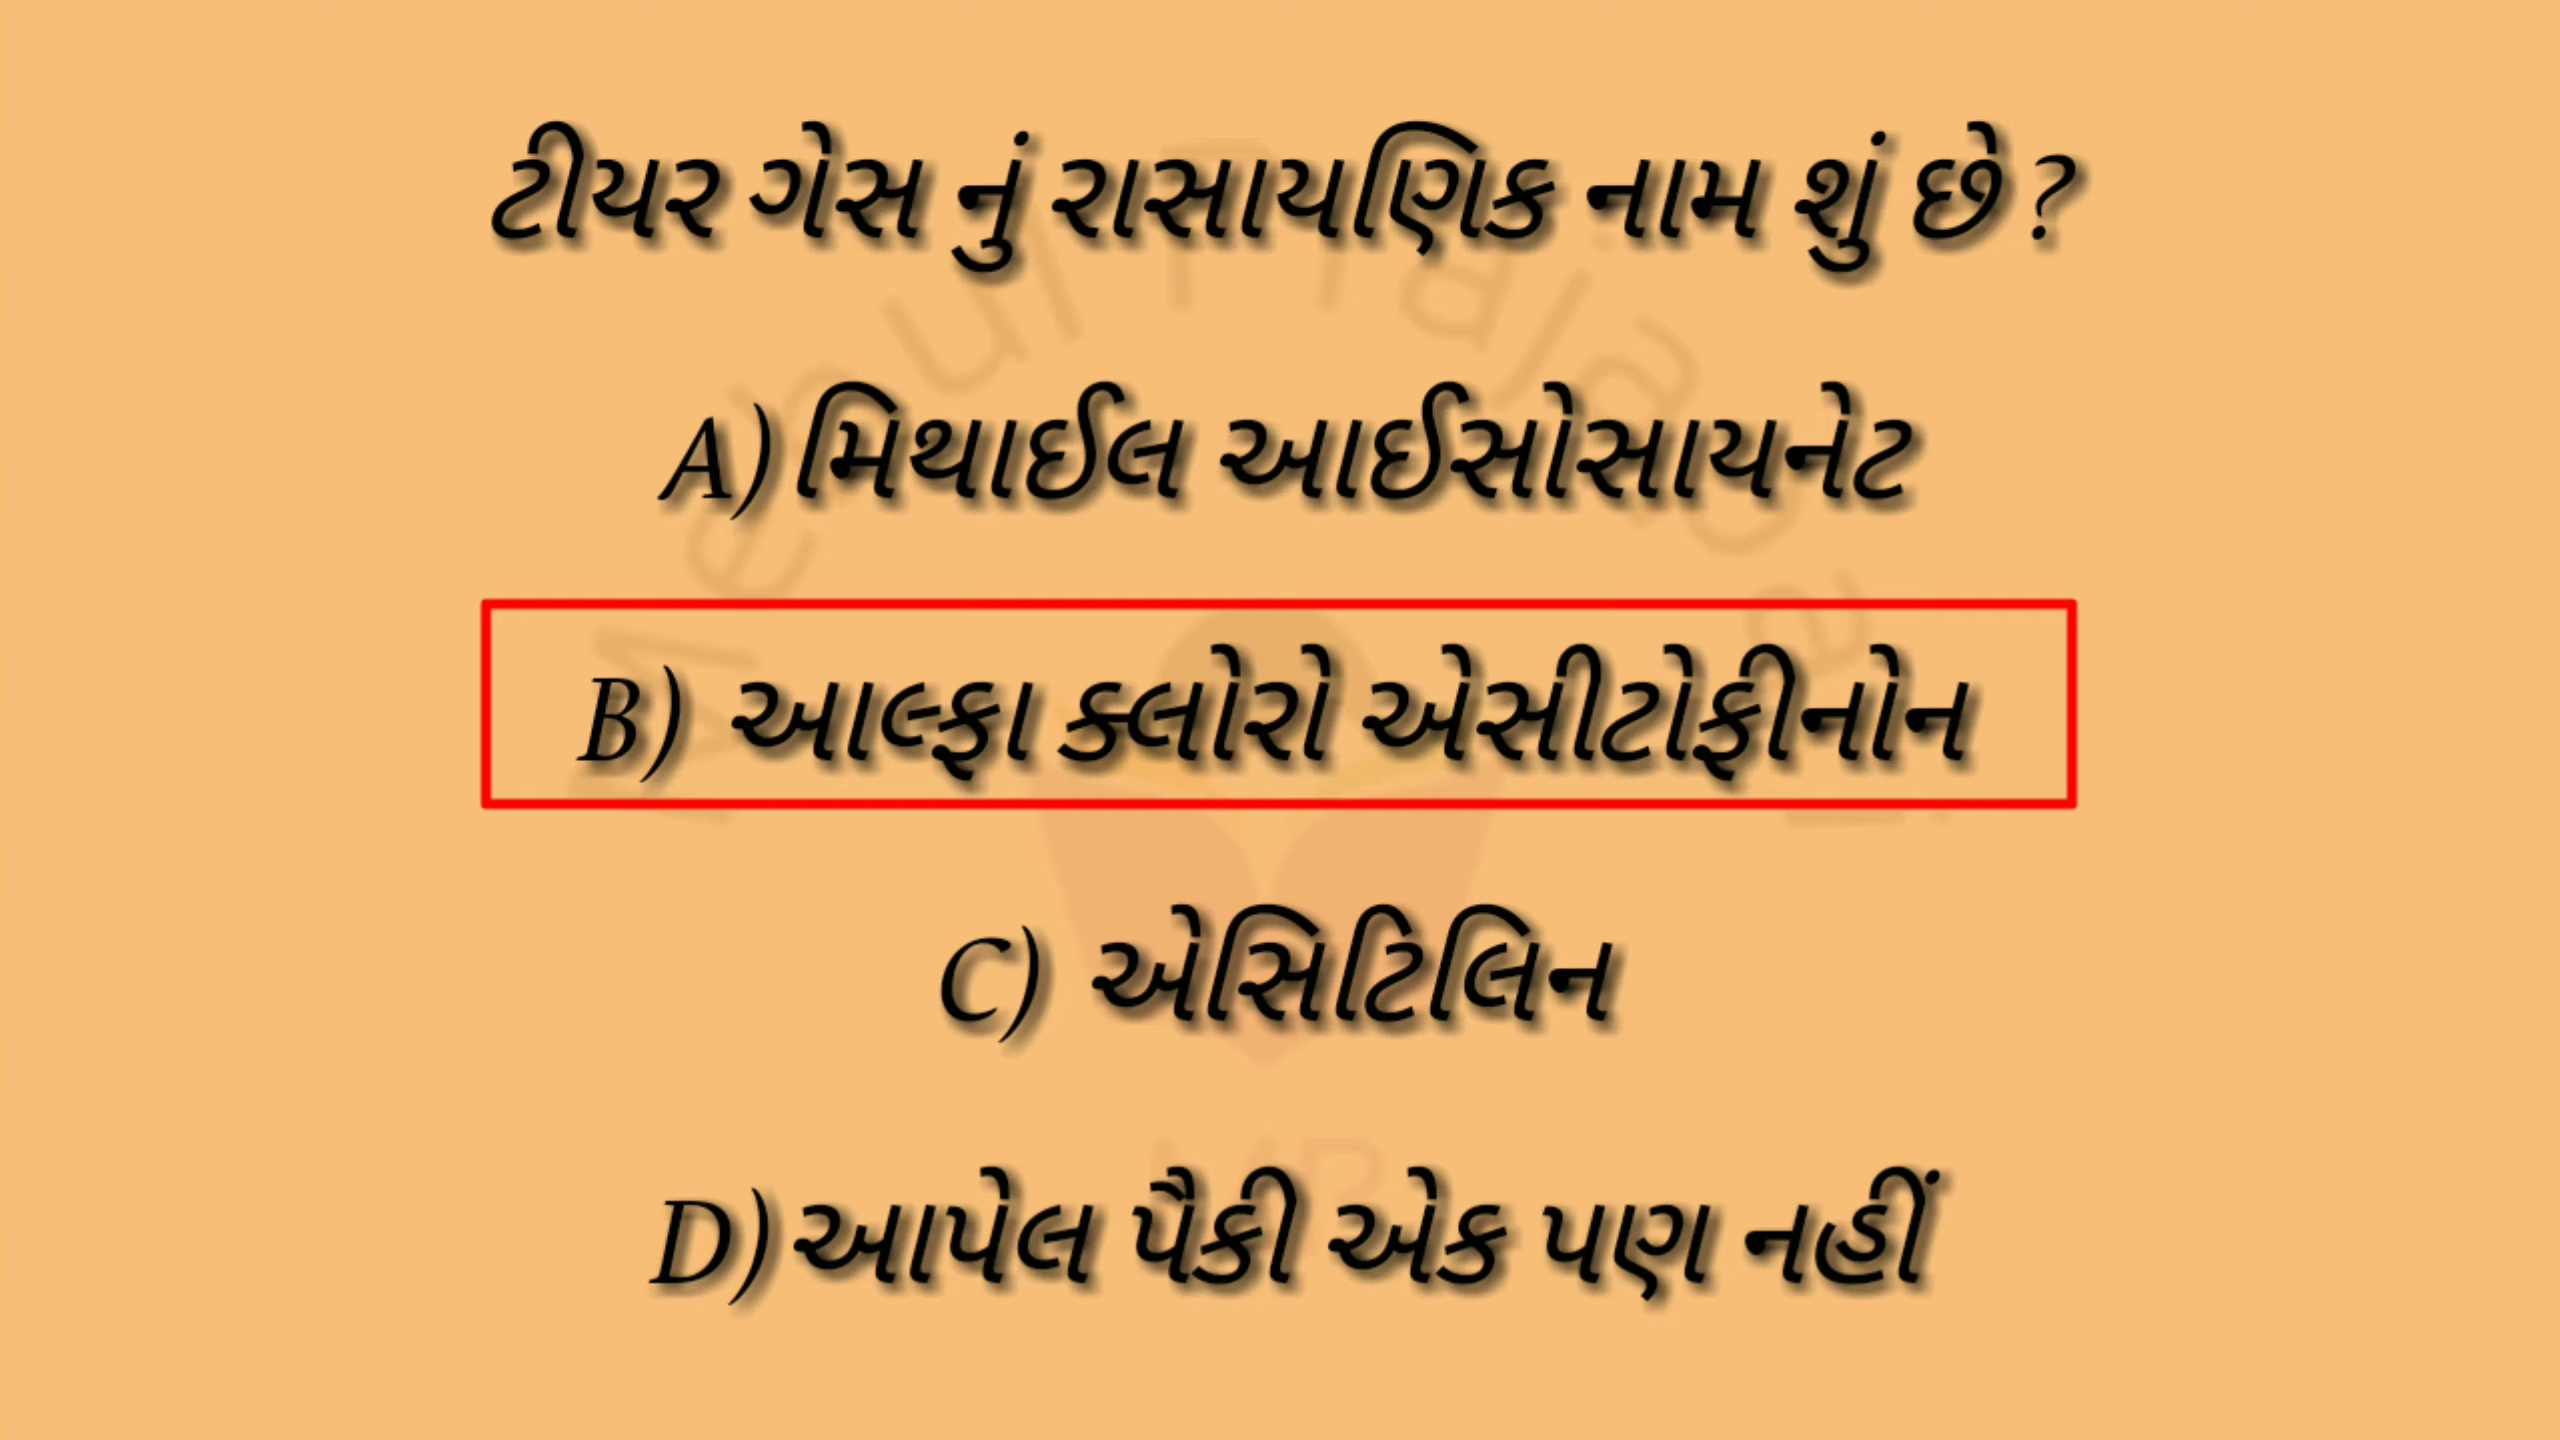 ટીયર ગેસ નું રાસાયણિક નામ શું છે?
A) મિથાઈલ આઈસોસાયનેટ
B) આલ્ફા ક્લોરો એસીટોફીનોન
C) એસિટિલિન
D) આપેલ પૈકી એક પણ નહીં